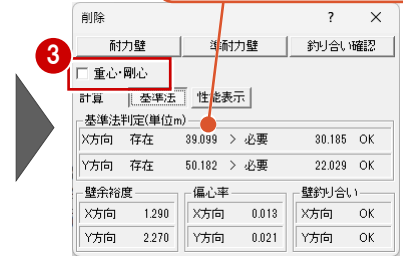 削除 ? ×
耐力壁 準耐力壁 釣り合い確認
3
重心・剛心
計算 基準法 性能表示
基準法判定(単位m)
X方向 存在 39.099 > 必要 30.185 OK
Y方向 存在 50.182 > 必要 22.029 OK
壁余裕度 偏心率 壁釣り合い
X方向 1.290 X方向 0.013 X方向 OK
Y方向 2.270 Y方向 0.021 Y方向 OK